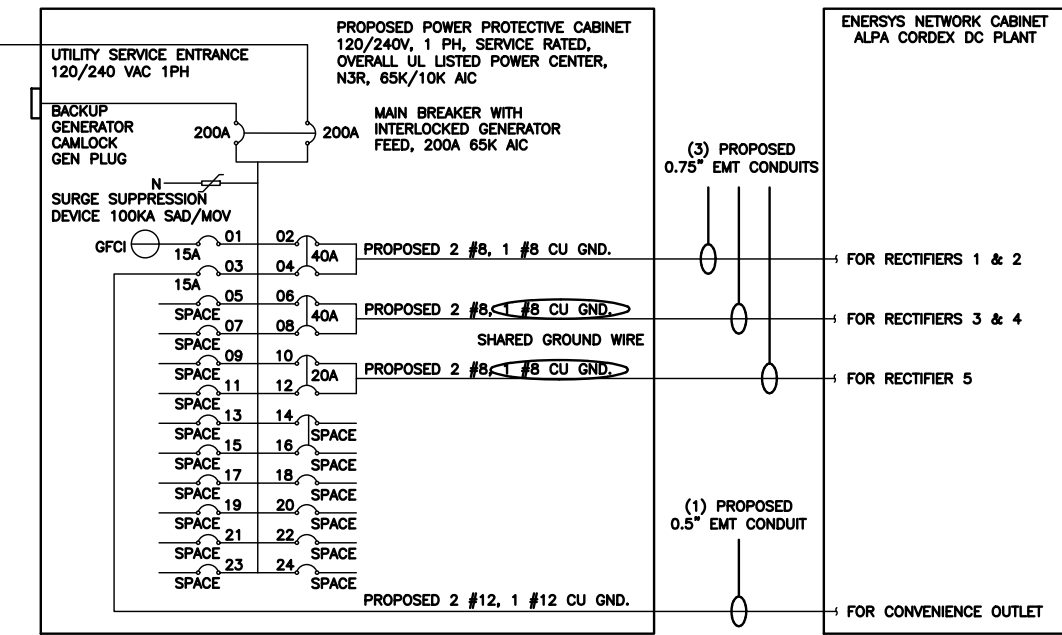 PROPOSED POWER PROTECTIVE CABINET
120/240V, 1 PH, SERVICE RATED,
OVERALL UL LISTED POWER CENTER,
N3R, 65K/10K AIC
ENERSYS NETWORK CABINET
ALPA CORDEX DC PLANT
UTILITY SERVICE ENTRANCE
120/240 VAC 1PH
BACKUP
GENERATOR
CAMLOCK
GEN PLUG
200A
200A
MAIN BREAKER WITH
INTERLOCKED GENERATOR
FEED, 200A 65K AIC
(3) PROPOSED
0.75" EMT CONDUITS
N
SURGE SUPPRESSION
DEVICE 100KA SAD/MOV
GFCI
15A
01
02
40A
PROPOSED 2 #8, 1 #8 CU GND.
FOR RECTIFIERS 1 & 2
15A
03
04
SPACE
05
06
40A
PROPOSED 2 #8, 1 #8 CU GND.
FOR RECTIFIERS 3 & 4
SPACE
07
08
SHARED GROUND WIRE
SPACE
09
10
20A
PROPOSED 2 #8, 1 #8 CU GND.
FOR RECTIFIER 5
SPACE
11
12
SPACE
13
14
SPACE
SPACE
15
16
SPACE
SPACE
17
18
SPACE
SPACE
19
20
SPACE
SPACE
21
22
SPACE
SPACE
23
24
SPACE
(1) PROPOSED
0.5" EMT CONDUIT
PROPOSED 2 #12, 1 #12 CU GND.
FOR CONVENIENCE OUTLET